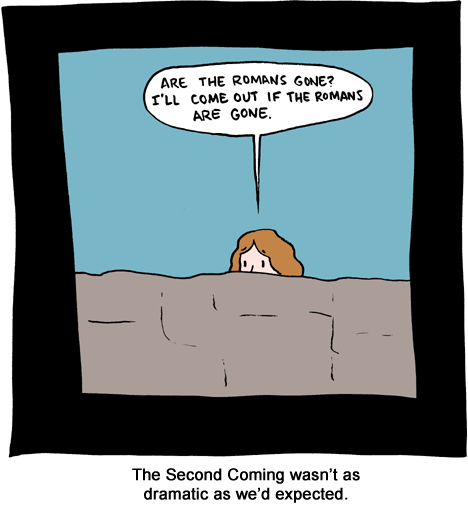 ARE THE ROMANS GONE?
I'LL COME OUT IF THE ROMANS
ARE GONE.
The Second Coming wasn't as
dramatic as we'd expected.